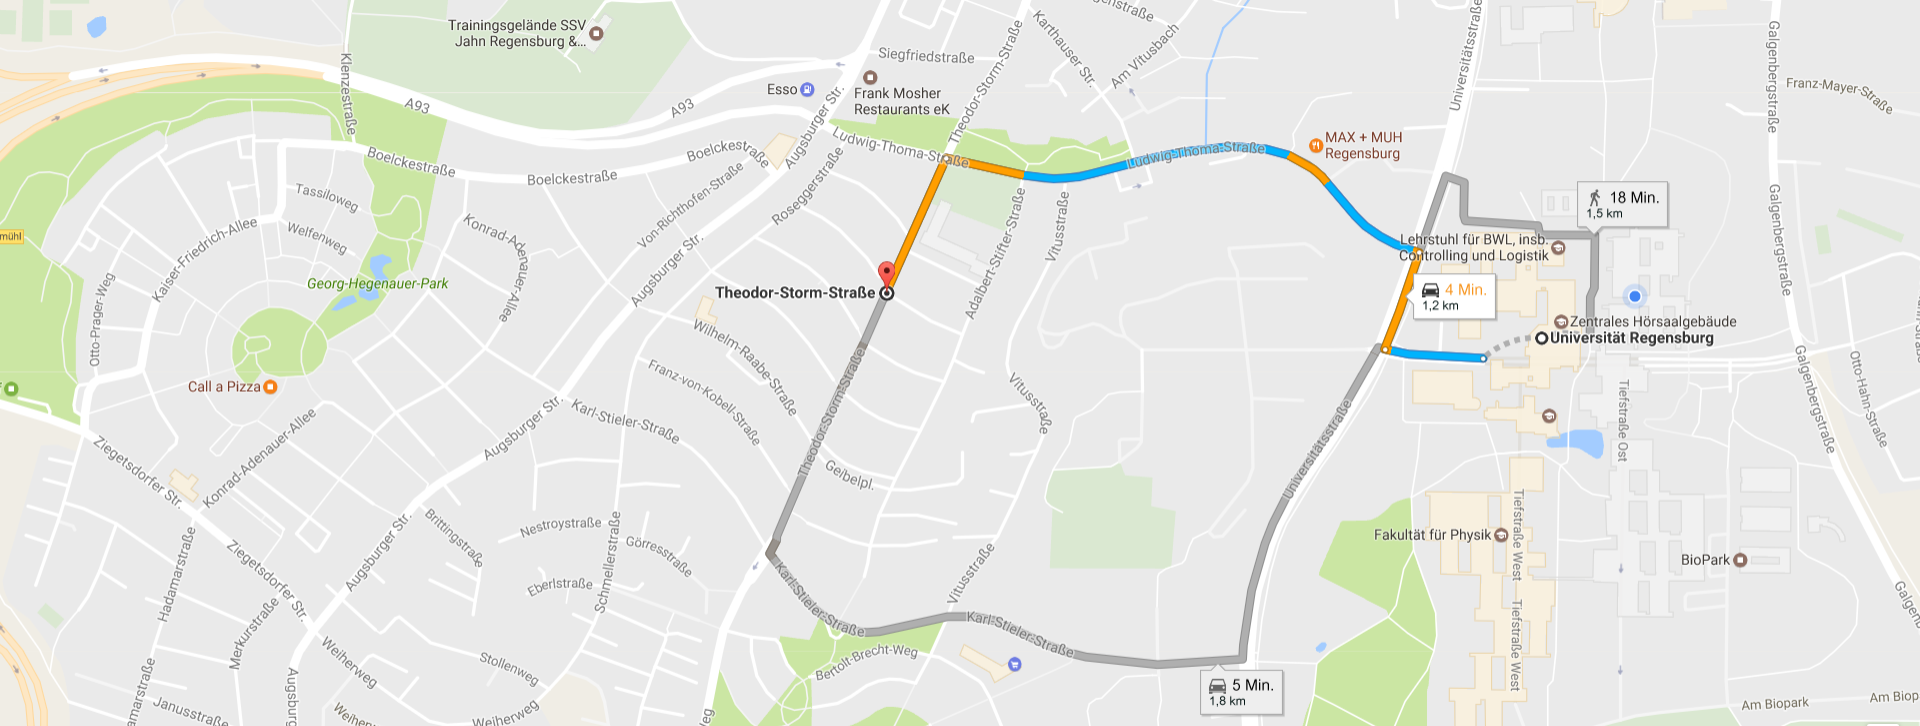 Trainingsgelände SSV
Jahn Regensburg &...
Klenzestraße
A93
A93
Esso
Siegfriedstraße
Frank Mosher
Restaurants eK
Augsburger Str.
Theodor-Storm-Straße
Karthauser Str.
Am Vitusbach
Universitätsstraße
Galgenbergstraße
Franz-Mayer-Straße
MAX + MUH
Regensburg
Ludwig-Thoma-Straße
Ludwig-Thoma-Straße
Boelckestraße
Boelckestraße
Boelckestraße
Tassiloweg
Welfenweg
Kaiser-Friedrich-Allee
Georg-Hegenauer-Park
Konrad-Adenauer-Allee
Von-Richthofen-Straße
Roseggerstraße
Augsburger Str.
mühl
Otto-Prager-Weg
Call a Pizza
Theodor-Storm-Straße
Adalbert-Stifter-Straße
Vitusstraße
18 Min.
1,5 km
Lehrstuhl für BWL, insb.
Controlling und Logistik
4 Min.
1,2 km
Zentrales Hörsaalgebäude
Universität Regensburg
Galgenbergstraße
Galgenbergstraße
Otto-Hahn-Straße
Wilhelm-Raabe-Straße
Franz-von-Kobell-Straße
Theodor-Storm-Straße
Vitusstraße
Karl-Stieler-Straße
Augsburger Str.
Konrad-Adenauer-Allee
Ziegetsdorfer Str.
Geibelpl.
Universitätsstraße
Tiefstraße Ost
Tiefstraße West
Fakultät für Physik
BioPark
Brittingstraße
Nestroystraße
Görresstraße
Eberlstraße
Schmellerstraße
Augsburger Str.
Hadamarstraße
Ziegetsdorfer Str.
Merkurstraße
Weiherweg
Stollenweg
Weiherweg
Janusstraße
Vitusstraße
Karl-Stieler-Straße
Karl-Stieler-Straße
Bertolt-Brecht-Weg
5 Min.
1,8 km
Tiefstraße West
Am Biopark
Am Biop